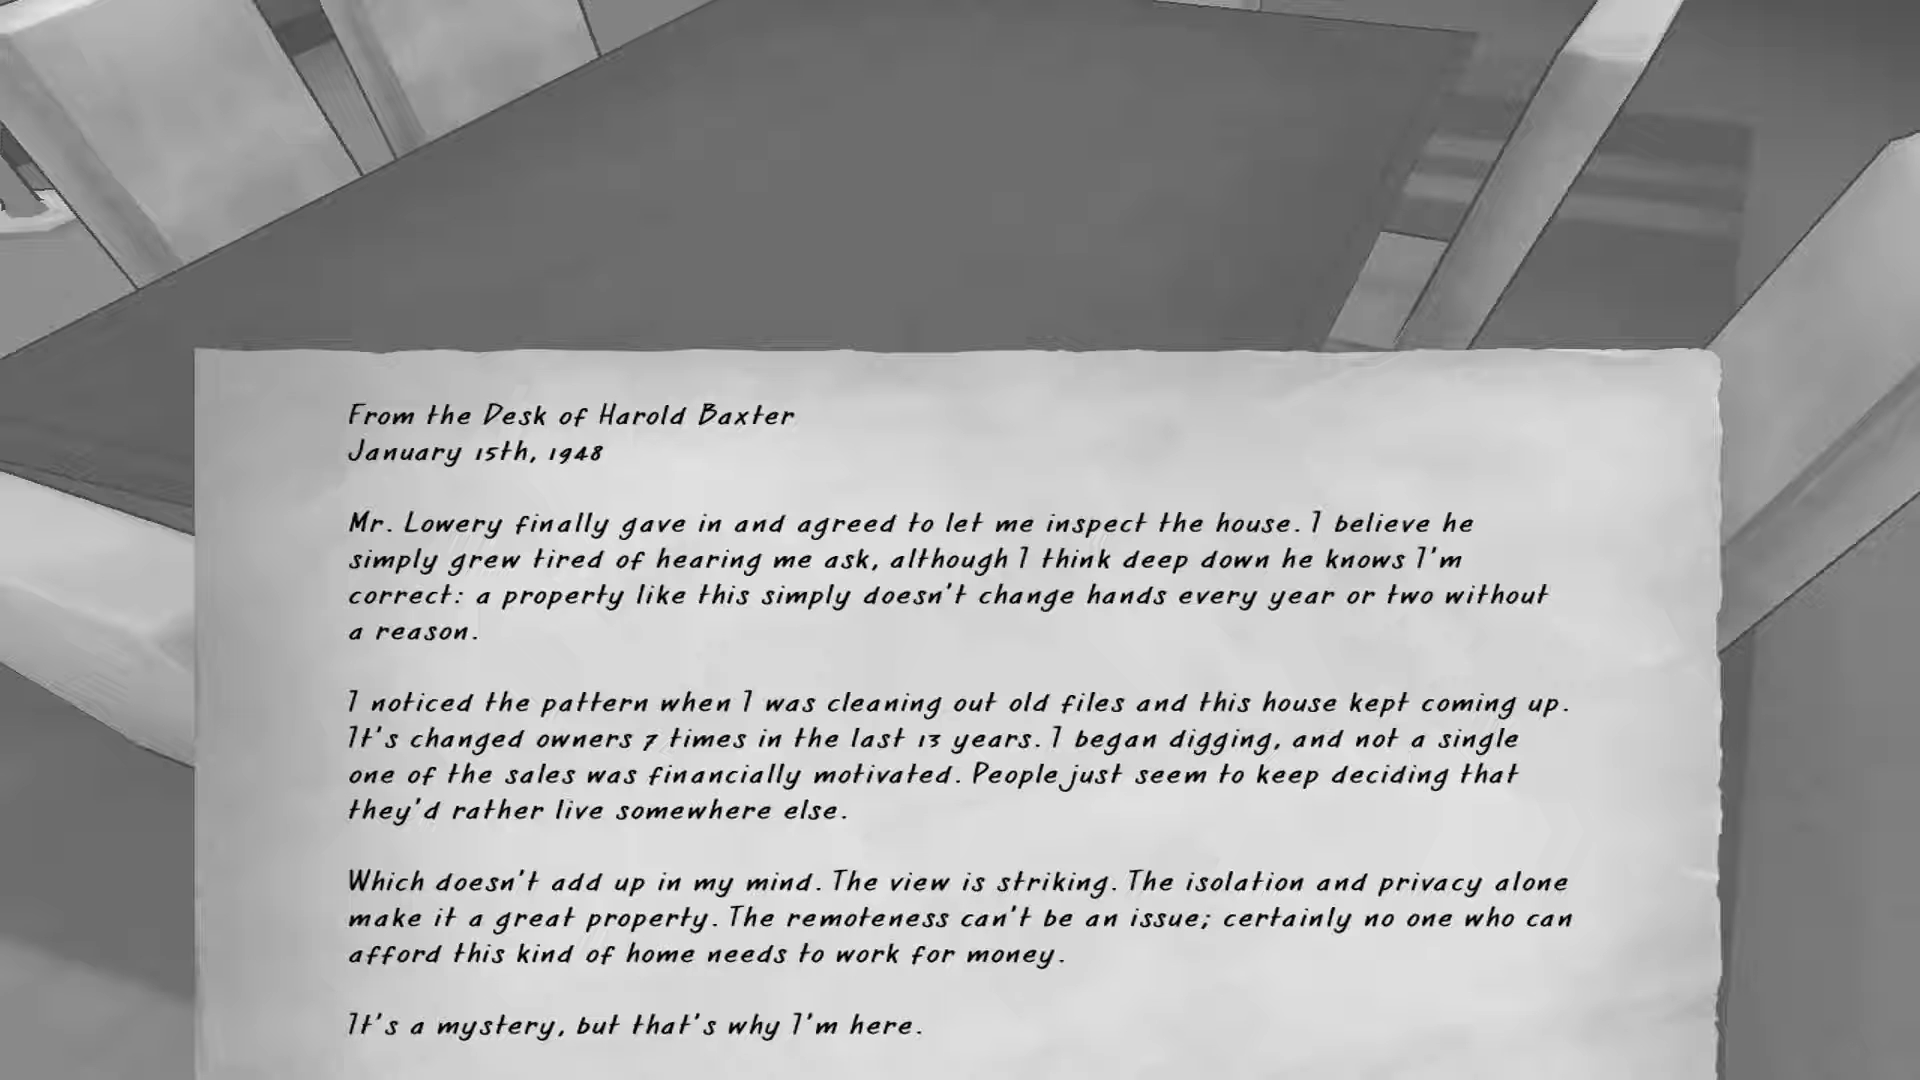 From the Desk of Harold Baxter
January 15th, 1948
Mr. Lowery finally gave in and agreed to let me inspect the house. I believe he
simply grew tired of hearing me ask, although I think deep down he knows I'm
correct: a property like this simply doesn't change hands every year or two without
a reason.
I noticed the pattern when I was cleaning out old files and this house kept coming up.
It's changed owners 7 times in the last 13 years. I began digging, and not a single
one of the sales was financially motivated. People just seem to keep deciding that
they'd rather live somewhere else.
Which doesn't add up in my mind. The view is striking. The isolation and privacy alone
make it a great property. The remoteness can't be an issue; certainly no one who can
afford this kind of home needs to work for money.
It's a mystery, but that's why I'm here.